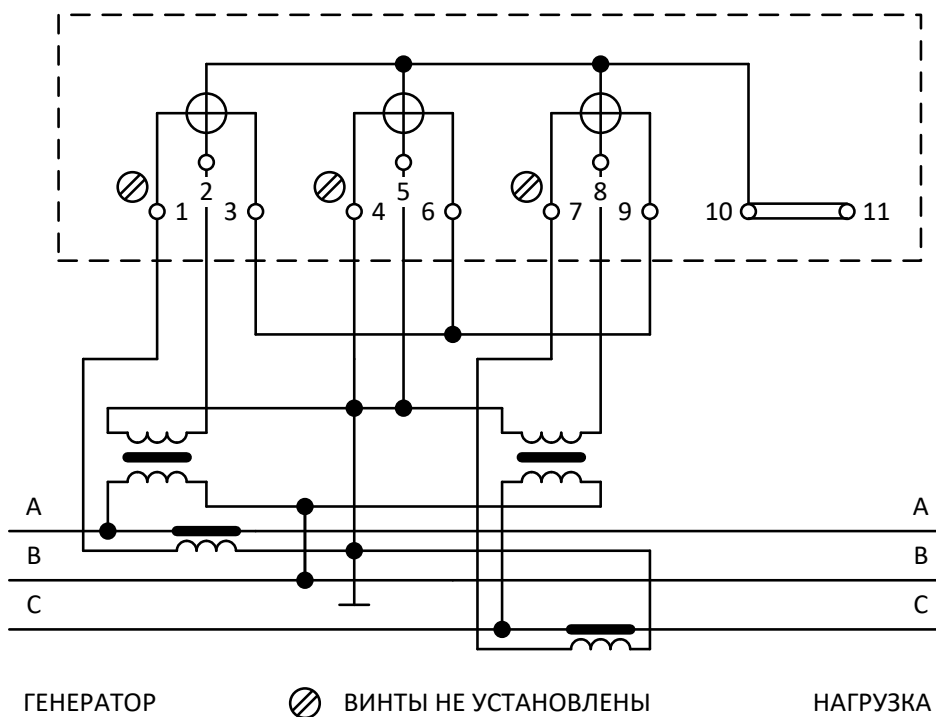 2 5 8
1 3 4 6 7 9 10 11
A A
B B
C C
ГЕНЕРАТОР ВИНТЫ НЕ УСТАНОВЛЕНЫ НАГРУЗКА